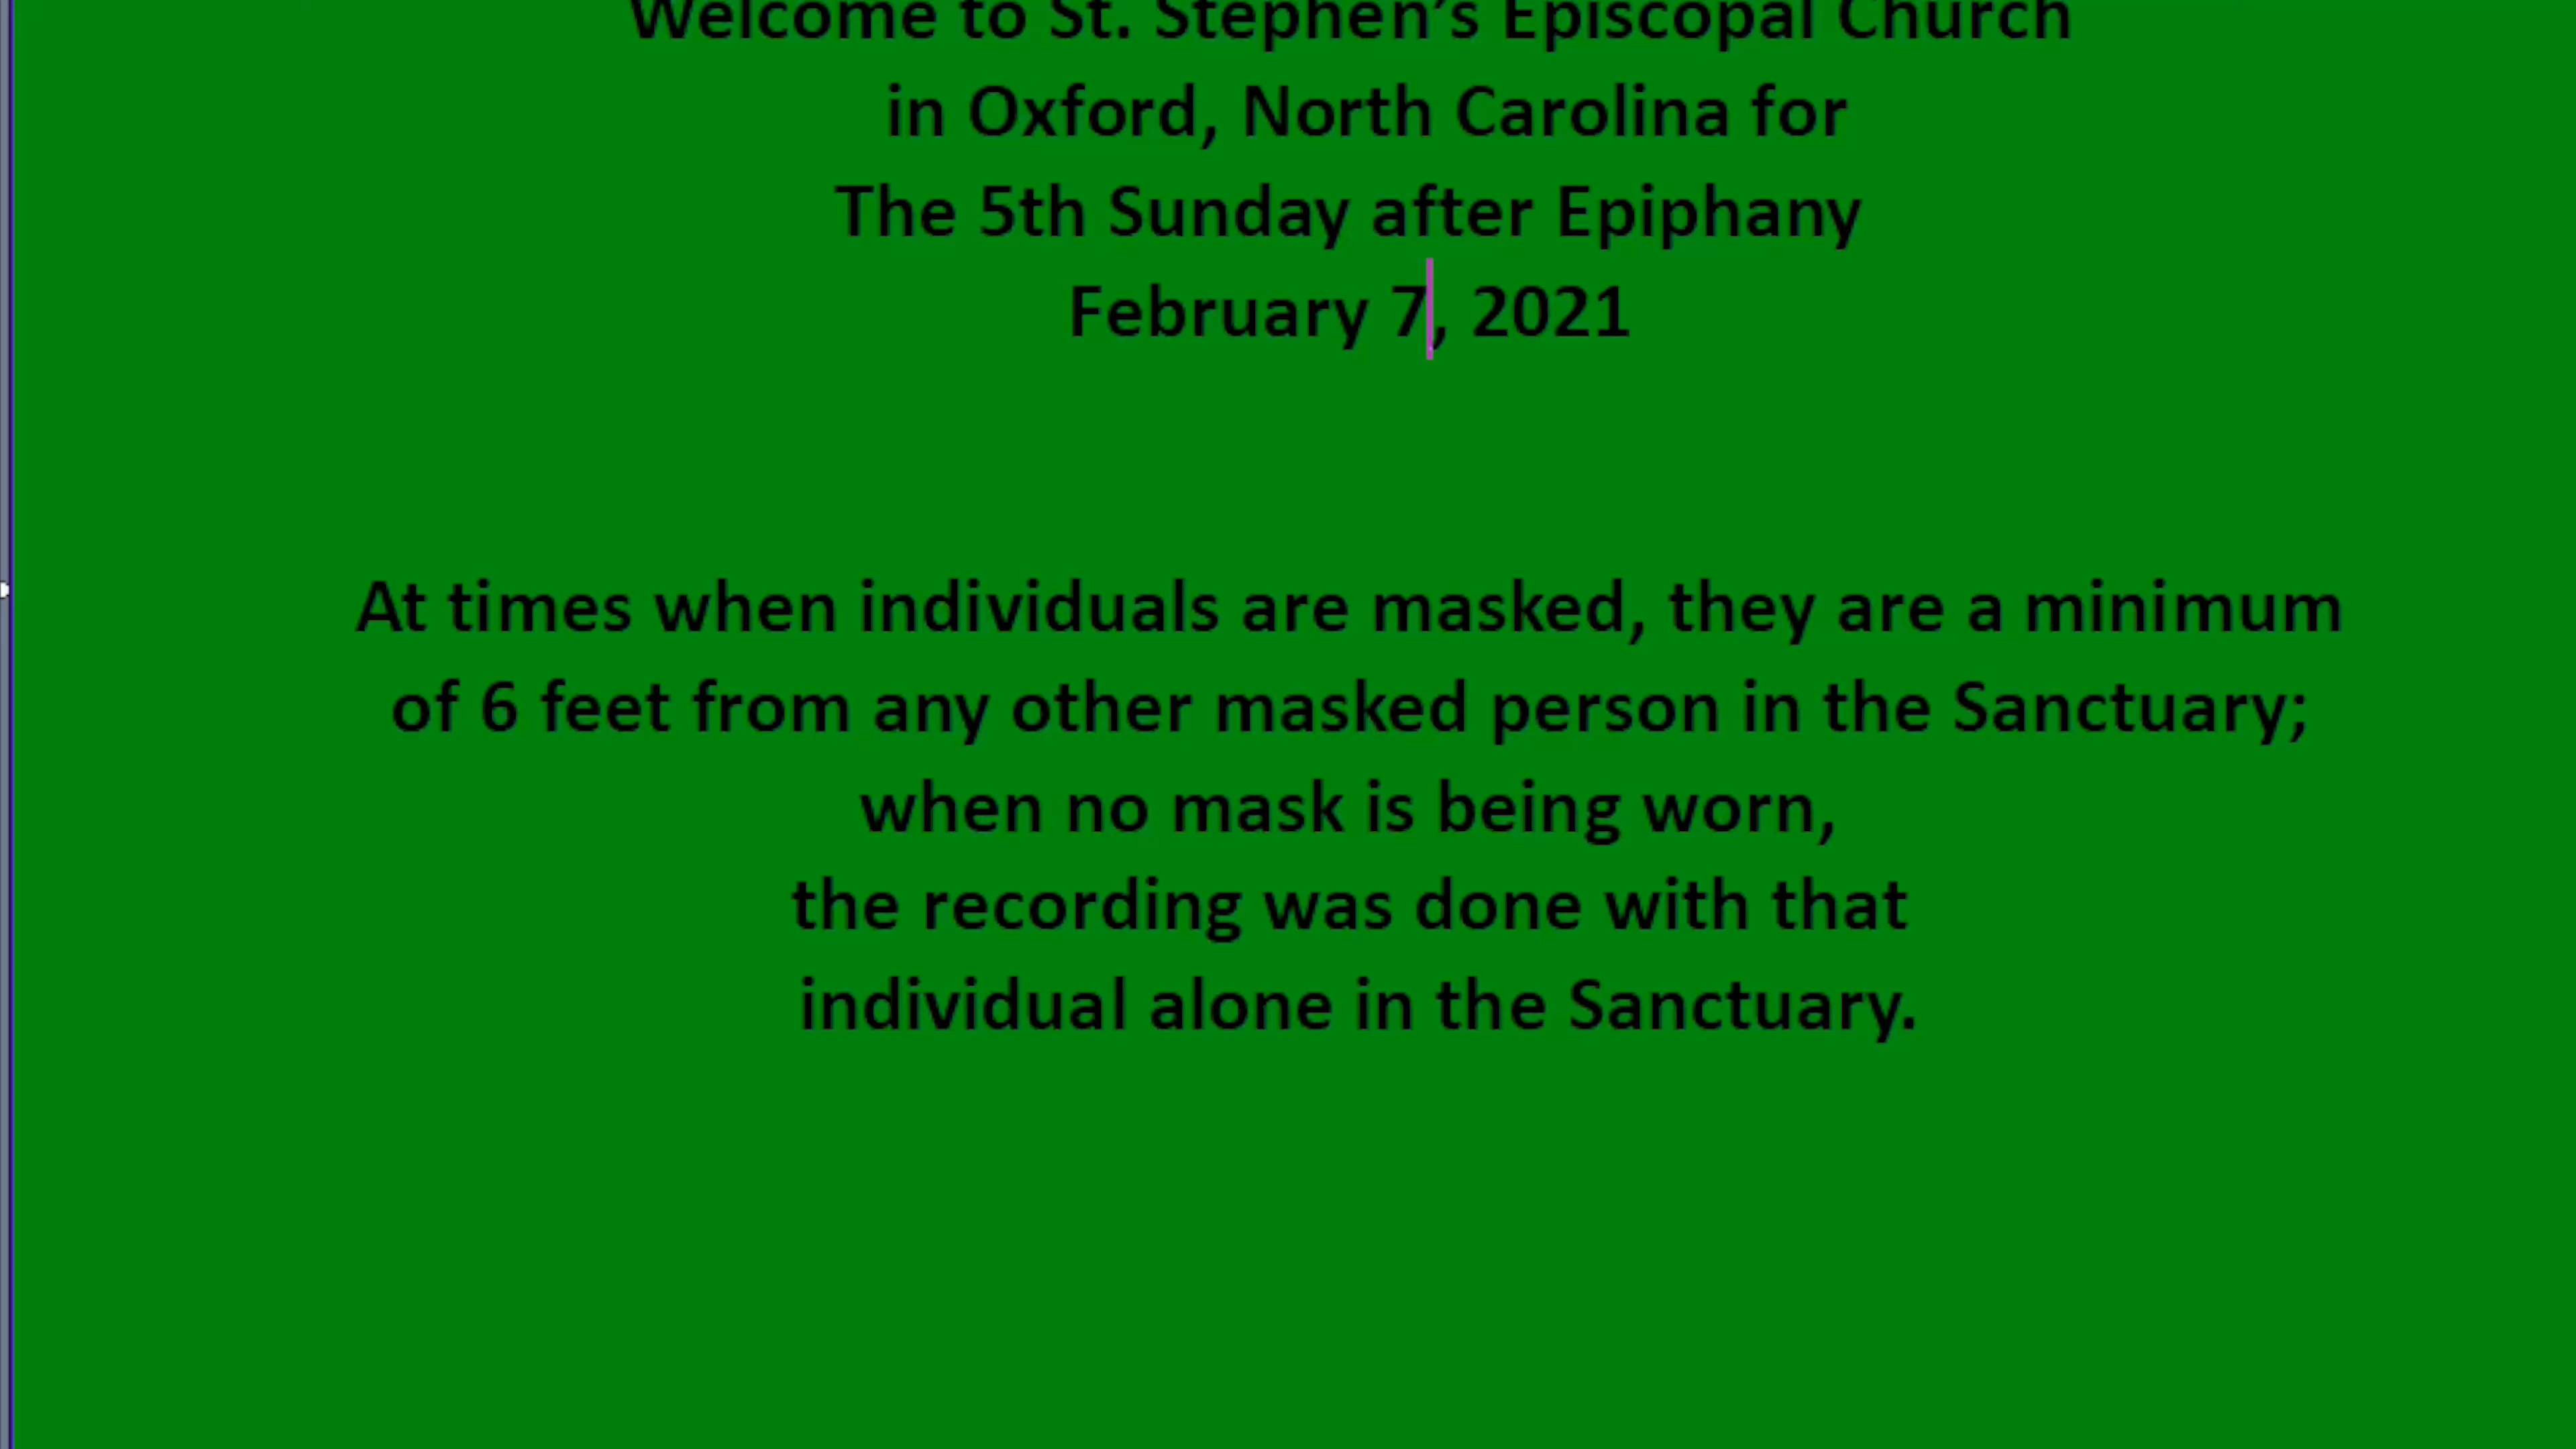 Welcome to St. Stephen’s Episcopal Church
in Oxford, North Carolina for
The 5th Sunday after Epiphany
February 7, 2021
At times when individuals are masked, they are a minimum
of 6 feet from any other masked person in the Sanctuary;
when no mask is being worn,
the recording was done with that
individual alone in the Sanctuary.